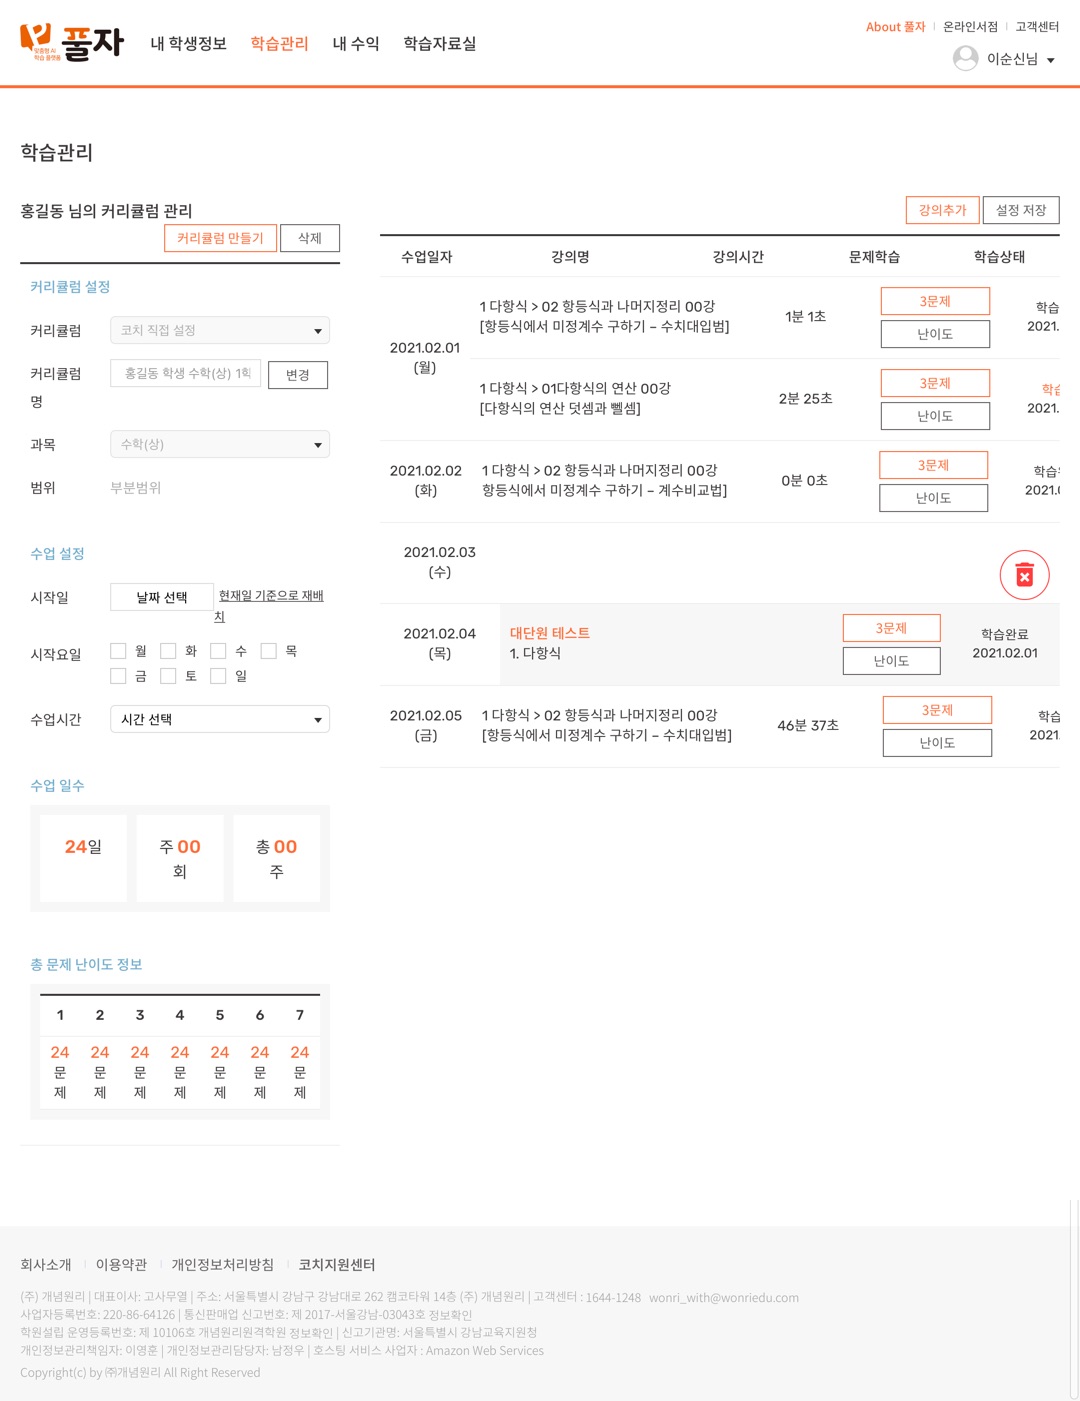 맞춤형 AI
학습 플랫폼
풀자
내 학생정보
학습관리
내 수익
학습자료실
About 풀자
온라인서점
고객센터
이순신님
학습관리
홍길동 님의 커리큘럼 관리
커리큘럼 만들기
삭제
커리큘럼 설정
커리큘럼
코치 직접 설정
커리큘럼
명
홍길동 학생 수학(상) 1학
변경
과목
수학(상)
범위
부분범위
수업 설정
시작일
날짜 선택
현재일 기준으로 재배
치
시작요일
월 화 수 목
금 토 일
수업시간
시간 선택
수업 일수
24일
주 00
회
총 00
주
총 문제 난이도 정보
1 2 3 4 5 6 7
24 24 24 24 24 24 24
문 문 문 문 문 문 문
제 제 제 제 제 제 제
강의추가
설정 저장
수업일자 강의명 강의시간 문제학습 학습상태
2021.02.01
(월)
1 다항식 > 02 항등식과 나머지정리 00강
[항등식에서 미정계수 구하기 – 수치대입범]
1분 1초
3문제
난이도
학습
2021.
1 다항식 > 01다항식의 연산 00강
[다항식의 연산 덧셈과 뺄셈]
2분 25초
3문제
난이도
학습
2021.
2021.02.02
(화)
1 다항식 > 02 항등식과 나머지정리 00강
항등식에서 미정계수 구하기 – 계수비교법]
0분 0초
3문제
난이도
학습
2021.0
2021.02.03
(수)
2021.02.04
(목)
대단원 테스트
1. 다항식
3문제
난이도
학습완료
2021.02.01
2021.02.05
(금)
1 다항식 > 02 항등식과 나머지정리 00강
[항등식에서 미정계수 구하기 – 수치대입범]
46분 37초
3문제
난이도
학습
2021.
회사소개
이용약관
개인정보처리방침
코치지원센터
(주) 개념원리 | 대표이사: 고사무열 | 주소: 서울특별시 강남구 강남대로 262 캠코타워 14층 (주) 개념원리 | 고객센터 : 1644-1248 wonri_with@wonriedu.com
사업자등록번호: 220-86-64126 | 통신판매업 신고번호: 제 2017-서울강남-03043호 정보확인
학원설립 운영등록번호: 제 10106호 개념원리원격학원 정보확인 | 신고기관명: 서울특별시 강남교육지원청
개인정보관리책임자: 이영훈 | 개인정보관리담당자: 남정우 | 호스팅 서비스 사업자 : Amazon Web Services
Copyright(c) by ㈜개념원리 All Right Reserved